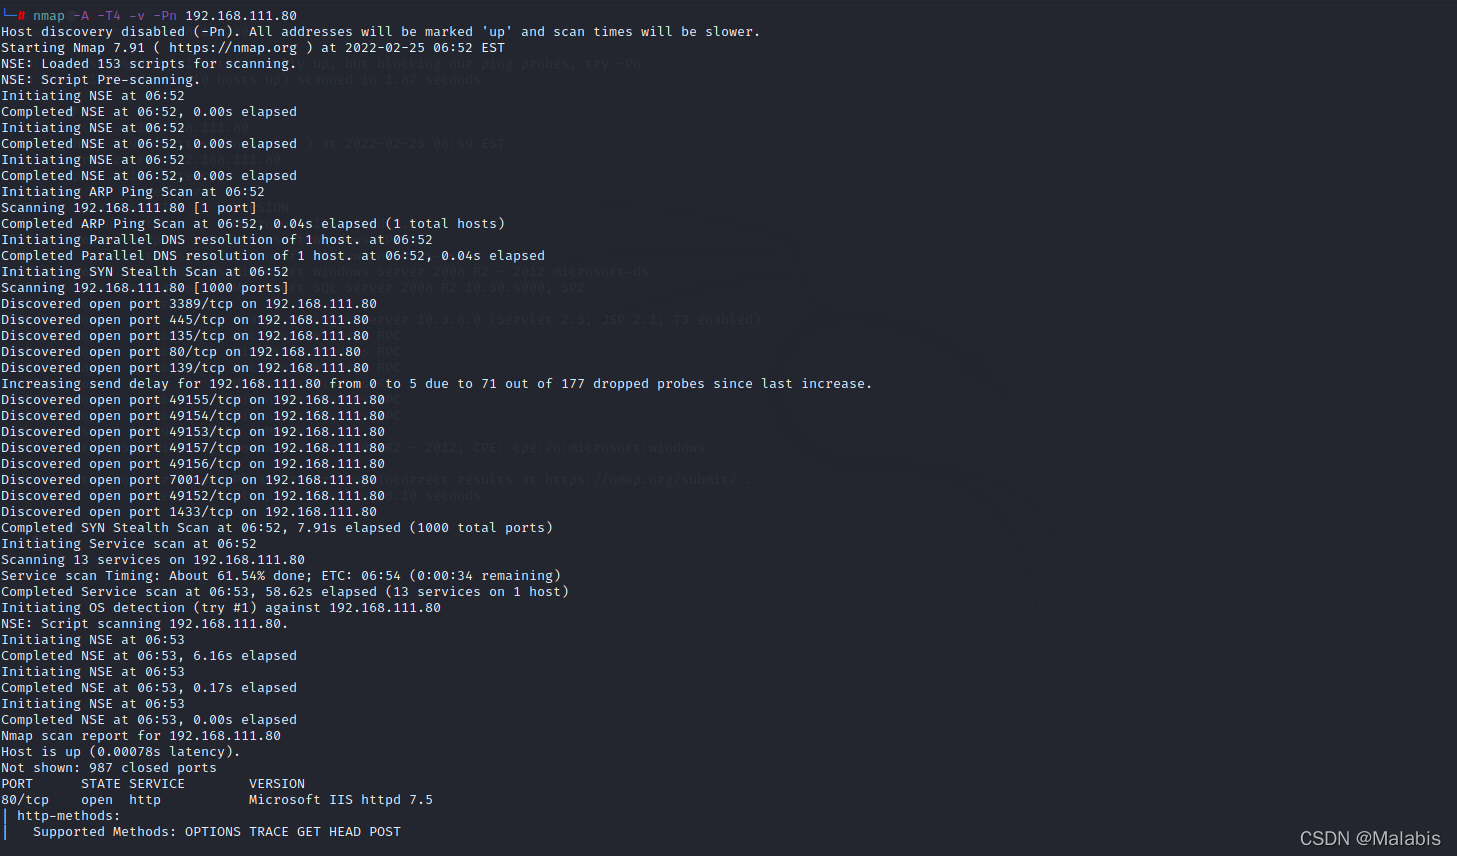 └─# nmap -A -T4 -v -Pn 192.168.111.80
Host discovery disabled (-Pn). All addresses will be marked 'up' and scan times will be slower.
Starting Nmap 7.91 ( https://nmap.org ) at 2022-02-25 06:52 EST
NSE: Loaded 153 scripts for scanning.
NSE: Script Pre-scanning.
Initiating NSE at 06:52
Completed NSE at 06:52, 0.00s elapsed
Initiating NSE at 06:52
Completed NSE at 06:52, 0.00s elapsed
Initiating NSE at 06:52
Completed NSE at 06:52, 0.00s elapsed
Initiating ARP Ping Scan at 06:52
Scanning 192.168.111.80 [1 port]
Completed ARP Ping Scan at 06:52, 0.04s elapsed (1 total hosts)
Initiating Parallel DNS resolution of 1 host. at 06:52
Completed Parallel DNS resolution of 1 host. at 06:52, 0.04s elapsed
Initiating SYN Stealth Scan at 06:52
Scanning 192.168.111.80 [1000 ports]
Discovered open port 3389/tcp on 192.168.111.80
Discovered open port 445/tcp on 192.168.111.80
Discovered open port 135/tcp on 192.168.111.80
Discovered open port 80/tcp on 192.168.111.80
Discovered open port 139/tcp on 192.168.111.80
Increasing send delay for 192.168.111.80 from 0 to 5 due to 71 out of 177 dropped probes since last increase.
Discovered open port 49155/tcp on 192.168.111.80
Discovered open port 49154/tcp on 192.168.111.80
Discovered open port 49153/tcp on 192.168.111.80
Discovered open port 49157/tcp on 192.168.111.80
Discovered open port 49156/tcp on 192.168.111.80
Discovered open port 7001/tcp on 192.168.111.80
Discovered open port 49152/tcp on 192.168.111.80
Discovered open port 1433/tcp on 192.168.111.80
Completed SYN Stealth Scan at 06:52, 7.91s elapsed (1000 total ports)
Initiating Service scan at 06:52
Scanning 13 services on 192.168.111.80
Service scan Timing: About 61.54% done; ETC: 06:54 (0:00:34 remaining)
Completed Service scan at 06:53, 58.62s elapsed (13 services on 1 host)
Initiating OS detection (try #1) against 192.168.111.80
NSE: Script scanning 192.168.111.80.
Initiating NSE at 06:53
Completed NSE at 06:53, 6.16s elapsed
Initiating NSE at 06:53
Completed NSE at 06:53, 0.17s elapsed
Initiating NSE at 06:53
Completed NSE at 06:53, 0.00s elapsed
Nmap scan report for 192.168.111.80
Host is up (0.00078s latency).
Not shown: 987 closed ports
PORT      STATE SERVICE        VERSION
80/tcp    open  http           Microsoft IIS httpd 7.5
| http-methods:
|   Supported Methods: OPTIONS TRACE GET HEAD POST
CSDN @Malabis